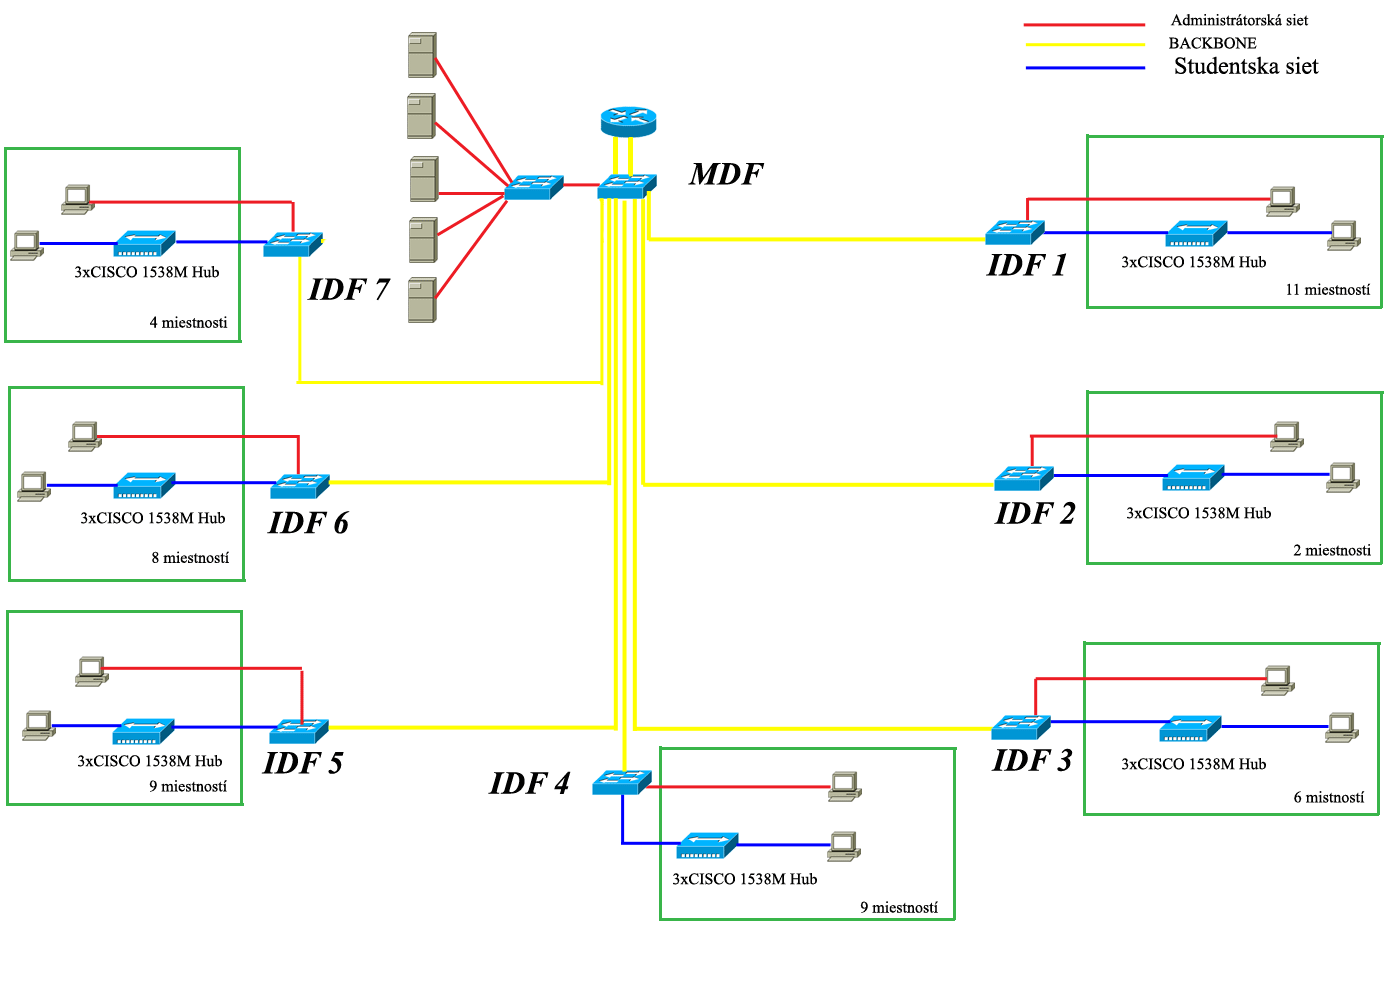 Administrátorská siet
BACKBONE
Studentska siet
MDF
IDF 7
3xCISCO 1538M Hub
4 miestnosti
IDF 1
3xCISCO 1538M Hub
11 miestností
IDF 6
3xCISCO 1538M Hub
8 miestností
IDF 2
3xCISCO 1538M Hub
2 miestnosti
IDF 5
3xCISCO 1538M Hub
9 miestností
IDF 4
3xCISCO 1538M Hub
9 miestností
IDF 3
3xCISCO 1538M Hub
6 mistností